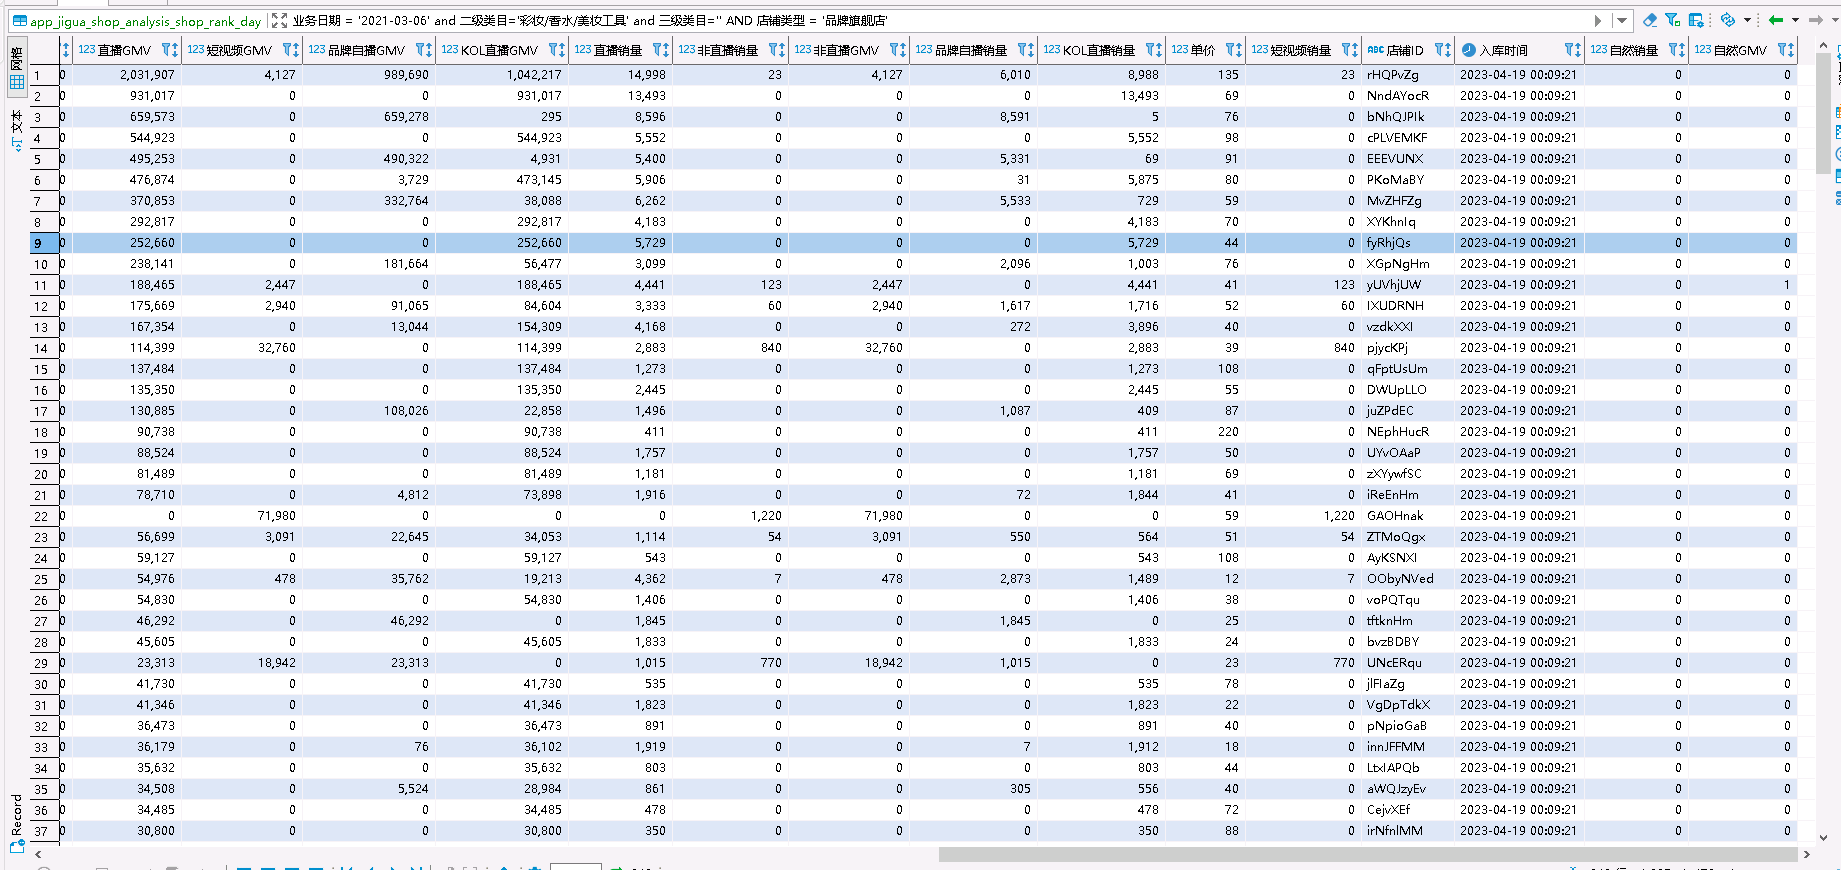 app_jigua_shop_analysis_shop_rank_day 业务日期 = '2021-03-06' and 二级类目='彩妆/香水/美妆工具' and 三级类目='' AND 店铺类型 = '品牌旗舰店'
网格
文本
Record
123 直播GMV 123 短视频GMV 123 品牌自播GMV 123 KOL直播GMV 123 直播销量 123 非直播销量 123 非直播GMV 123 品牌自播销量 123 KOL直播销量 123 单价 123 短视频销量 ABC 店铺ID 入库时间 123 自然销量 123 自然GMV
1 0 2,031,907 4,127 989,690 1,042,217 14,998 23 4,127 6,010 8,988 135 23 rHQPvZg 2023-04-19 00:09:21 0 0
2 0 931,017 0 0 931,017 13,493 0 0 0 13,493 69 0 NndAYocR 2023-04-19 00:09:21 0 0
3 0 659,573 0 659,278 295 8,596 0 0 8,591 5 76 0 bNhQJPIk 2023-04-19 00:09:21 0 0
4 0 544,923 0 0 544,923 5,552 0 0 0 5,552 98 0 cPLVEMKF 2023-04-19 00:09:21 0 0
5 0 495,253 0 490,322 4,931 5,400 0 0 5,331 69 91 0 EEEVUNX 2023-04-19 00:09:21 0 0
6 0 476,874 0 3,729 473,145 5,906 0 0 31 5,875 80 0 PKoMaBY 2023-04-19 00:09:21 0 0
7 0 370,853 0 332,764 38,088 6,262 0 0 5,533 729 59 0 MvZHFZg 2023-04-19 00:09:21 0 0
8 0 292,817 0 0 292,817 4,183 0 0 0 4,183 70 0 XYKhnIq 2023-04-19 00:09:21 0 0
9 0 252,660 0 0 252,660 5,729 0 0 0 5,729 44 0 fyRhjQs 2023-04-19 00:09:21 0 0
10 0 238,141 0 181,664 56,477 3,099 0 0 2,096 1,003 76 0 XGpNgHm 2023-04-19 00:09:21 0 0
11 0 188,465 2,447 0 188,465 4,441 123 2,447 0 4,441 41 123 yUVhjUW 2023-04-19 00:09:21 0 1
12 0 175,669 2,940 91,065 84,604 3,333 60 2,940 1,617 1,716 52 60 IXUDRNH 2023-04-19 00:09:21 0 0
13 0 167,354 0 13,044 154,309 4,168 0 0 272 3,896 40 0 vzdkXXI 2023-04-19 00:09:21 0 0
14 0 114,399 32,760 0 114,399 2,883 840 32,760 0 2,883 39 840 pjycKPj 2023-04-19 00:09:21 0 0
15 0 137,484 0 0 137,484 1,273 0 0 0 1,273 108 0 qFptUsUm 2023-04-19 00:09:21 0 0
16 0 135,350 0 0 135,350 2,445 0 0 0 2,445 55 0 DWUpLLO 2023-04-19 00:09:21 0 0
17 0 130,885 0 108,026 22,858 1,496 0 0 1,087 409 87 0 juZPdEC 2023-04-19 00:09:21 0 0
18 0 90,738 0 0 90,738 411 0 0 0 411 220 0 NEphHucR 2023-04-19 00:09:21 0 0
19 0 88,524 0 0 88,524 1,757 0 0 0 1,757 50 0 UYvOAaP 2023-04-19 00:09:21 0 0
20 0 81,489 0 0 81,489 1,181 0 0 0 1,181 69 0 zXYywfSC 2023-04-19 00:09:21 0 0
21 0 78,710 0 4,812 73,898 1,916 0 0 72 1,844 41 0 iReEnHm 2023-04-19 00:09:21 0 0
22 0 0 71,980 0 0 0 1,220 71,980 0 0 59 1,220 GAOHnak 2023-04-19 00:09:21 0 0
23 0 56,699 3,091 22,645 34,053 1,114 54 3,091 550 564 51 54 ZTMoQgx 2023-04-19 00:09:21 0 0
24 0 59,127 0 0 59,127 543 0 0 0 543 108 0 AyKSNXI 2023-04-19 00:09:21 0 0
25 0 54,976 478 35,762 19,213 4,362 7 478 2,873 1,489 12 7 OObyNVed 2023-04-19 00:09:21 0 0
26 0 54,830 0 0 54,830 1,406 0 0 0 1,406 38 0 voPQTqu 2023-04-19 00:09:21 0 0
27 0 46,292 0 46,292 0 1,845 0 0 1,845 0 25 0 tftknHm 2023-04-19 00:09:21 0 0
28 0 45,605 0 0 45,605 1,833 0 0 0 1,833 24 0 bvzBDBY 2023-04-19 00:09:21 0 0
29 0 23,313 18,942 23,313 0 1,015 770 18,942 1,015 0 23 770 UNcERqu 2023-04-19 00:09:21 0 0
30 0 41,730 0 0 41,730 535 0 0 0 535 78 0 jlFIaZg 2023-04-19 00:09:21 0 0
31 0 41,346 0 0 41,346 1,823 0 0 0 1,823 22 0 VgDpTdkX 2023-04-19 00:09:21 0 0
32 0 36,473 0 0 36,473 891 0 0 0 891 40 0 pNpioGaB 2023-04-19 00:09:21 0 0
33 0 36,179 0 76 36,102 1,919 0 0 7 1,912 18 0 innJFFMM 2023-04-19 00:09:21 0 0
34 0 35,632 0 0 35,632 803 0 0 0 803 44 0 LtxIAPQb 2023-04-19 00:09:21 0 0
35 0 34,508 0 5,524 28,984 861 0 0 305 556 40 0 aWQJzyEv 2023-04-19 00:09:21 0 0
36 0 34,485 0 0 34,485 478 0 0 0 478 72 0 CejvXEf 2023-04-19 00:09:21 0 0
37 0 30,800 0 0 30,800 350 0 0 0 350 88 0 irNfnlMM 2023-04-19 00:09:21 0 0